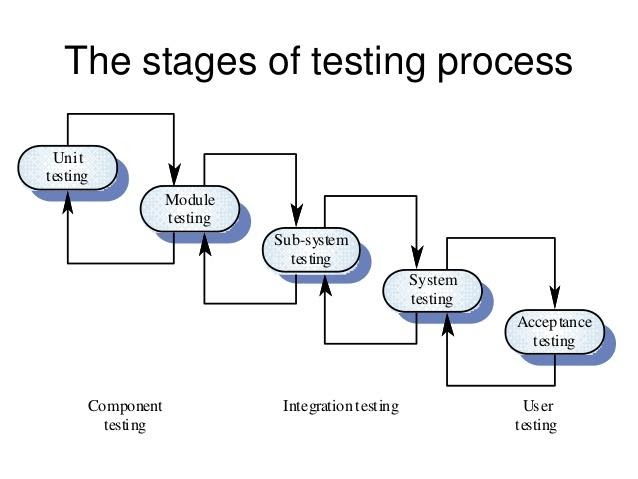 The stages of testing process
Unit
testing
Module
testing
Sub-system
testing
System
testing
Acceptance
testing
Component
testing
Integration testing
User
testing